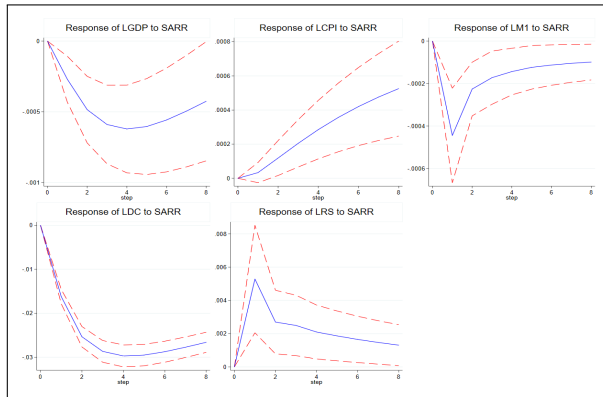 Response of LGDP to SARR
0
-.0005
-.001
0 2 4 6 8
step
Response of LCPI to SARR
.0008
.0006
.0004
.0002
0
0 2 4 6 8
step
Response of LM1 to SARR
0
-.0002
-.0004
-.0006
0 2 4 6 8
step
Response of LDC to SARR
0
-.01
-.02
-.03
0 2 4 6 8
step
Response of LRS to SARR
.008
.006
.004
.002
0
0 2 4 6 8
step